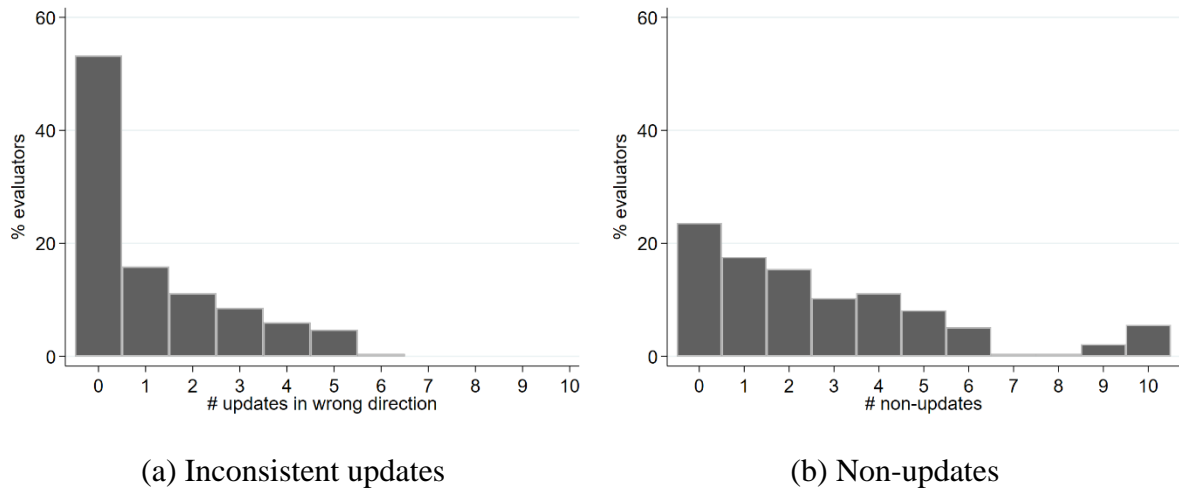 60
40
20
0
% evaluators
0 1 2 3 4 5 6 7 8 9 10
# updates in wrong direction
(a) Inconsistent updates
60
40
20
0
% evaluators
0 1 2 3 4 5 6 7 8 9 10
# non-updates
(b) Non-updates